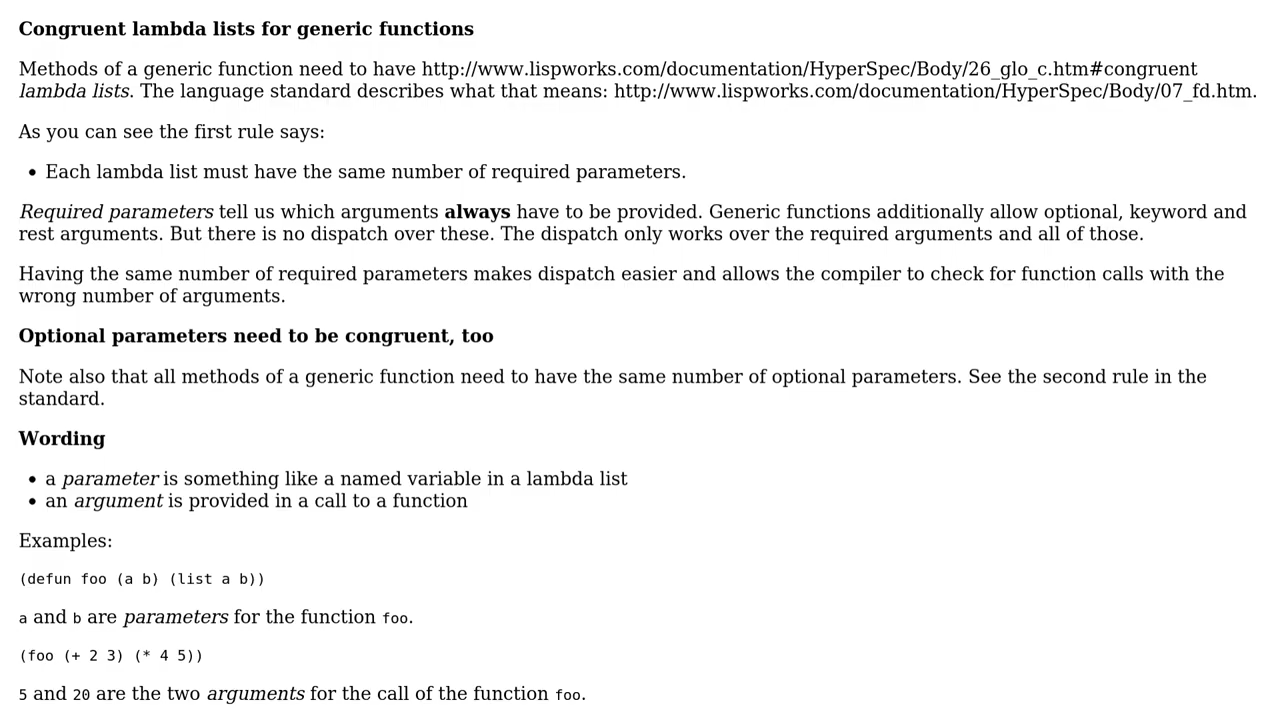 Congruent lambda lists for generic functions
Methods of a generic function need to have http://www.lispworks.com/documentation/HyperSpec/Body/26_glo_c.htm#congruent
lambda lists. The language standard describes what that means: http://www.lispworks.com/documentation/HyperSpec/Body/07_fd.htm.
As you can see the first rule says:
• Each lambda list must have the same number of required parameters.
Required parameters tell us which arguments always have to be provided. Generic functions additionally allow optional, keyword and
rest arguments. But there is no dispatch over these. The dispatch only works over the required arguments and all of those.
Having the same number of required parameters makes dispatch easier and allows the compiler to check for function calls with the
wrong number of arguments.
Optional parameters need to be congruent, too
Note also that all methods of a generic function need to have the same number of optional parameters. See the second rule in the
standard.
Wording
• a parameter is something like a named variable in a lambda list
• an argument is provided in a call to a function
Examples:
(defun foo (a b) (list a b))
a and b are parameters for the function foo.
(foo (+ 2 3) (* 4 5))
5 and 20 are the two arguments for the call of the function foo.